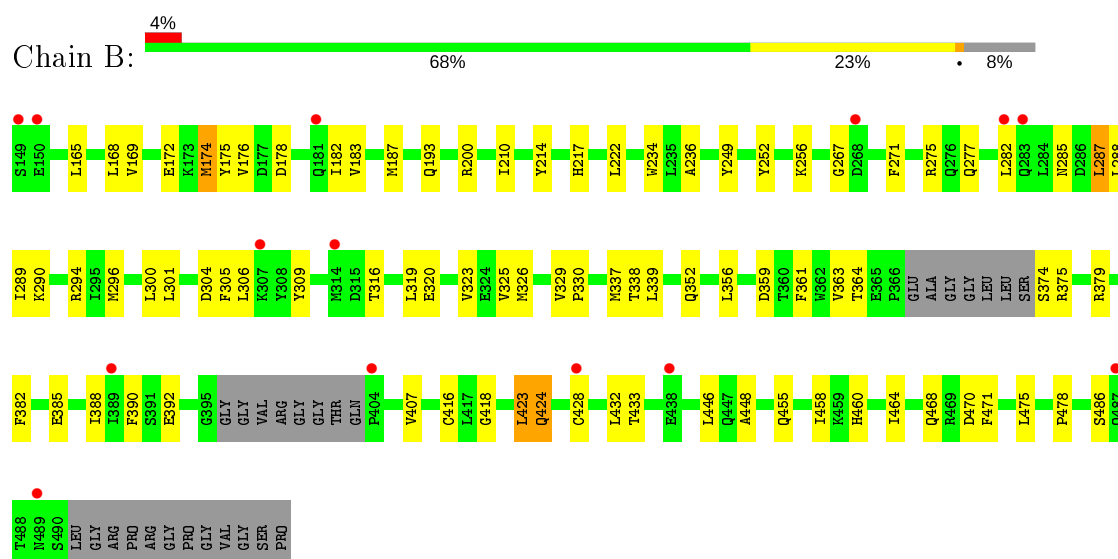 4%
Chain B:
68% 23% • 8%
S149 E150 L165 L168 V169 E172 K173 M174 Y175 V176 D177 D178 Q181 I182 V183 M187 Q193 R200 I210 Y214 H217 L222 W234 L235 A236 Y249 Y252 K256 G267 D268 F271 R275 Q276 Q277 L282 Q283 L284 N285 D286 L287 L288
I289 K290 R294 I295 M296 L300 L301 D304 F305 L306 K307 Y308 Y309 M314 D315 T316 L319 E320 V323 E324 V325 M326 V329 P330 M337 T338 L339 Q352 L356 D359 T360 F361 W362 V363 T364 E365 P366 GLU ALA GLY GLY LEU LEU SER S374 R375 R379
F382 E385 I388 I389 F390 S391 E392 G395 GLY GLY VAL ARG GLY GLY THR GLN P404 V407 C416 L417 G418 L423 Q424 C428 L432 T433 E438 L446 Q447 A448 Q455 I458 K459 H460 I464 Q468 R469 D470 F471 L475 P478 S486 Q487
T488 N489 S490 LEU GLY ARG PRO ARG GLY PRO GLY VAL GLY SER PRO